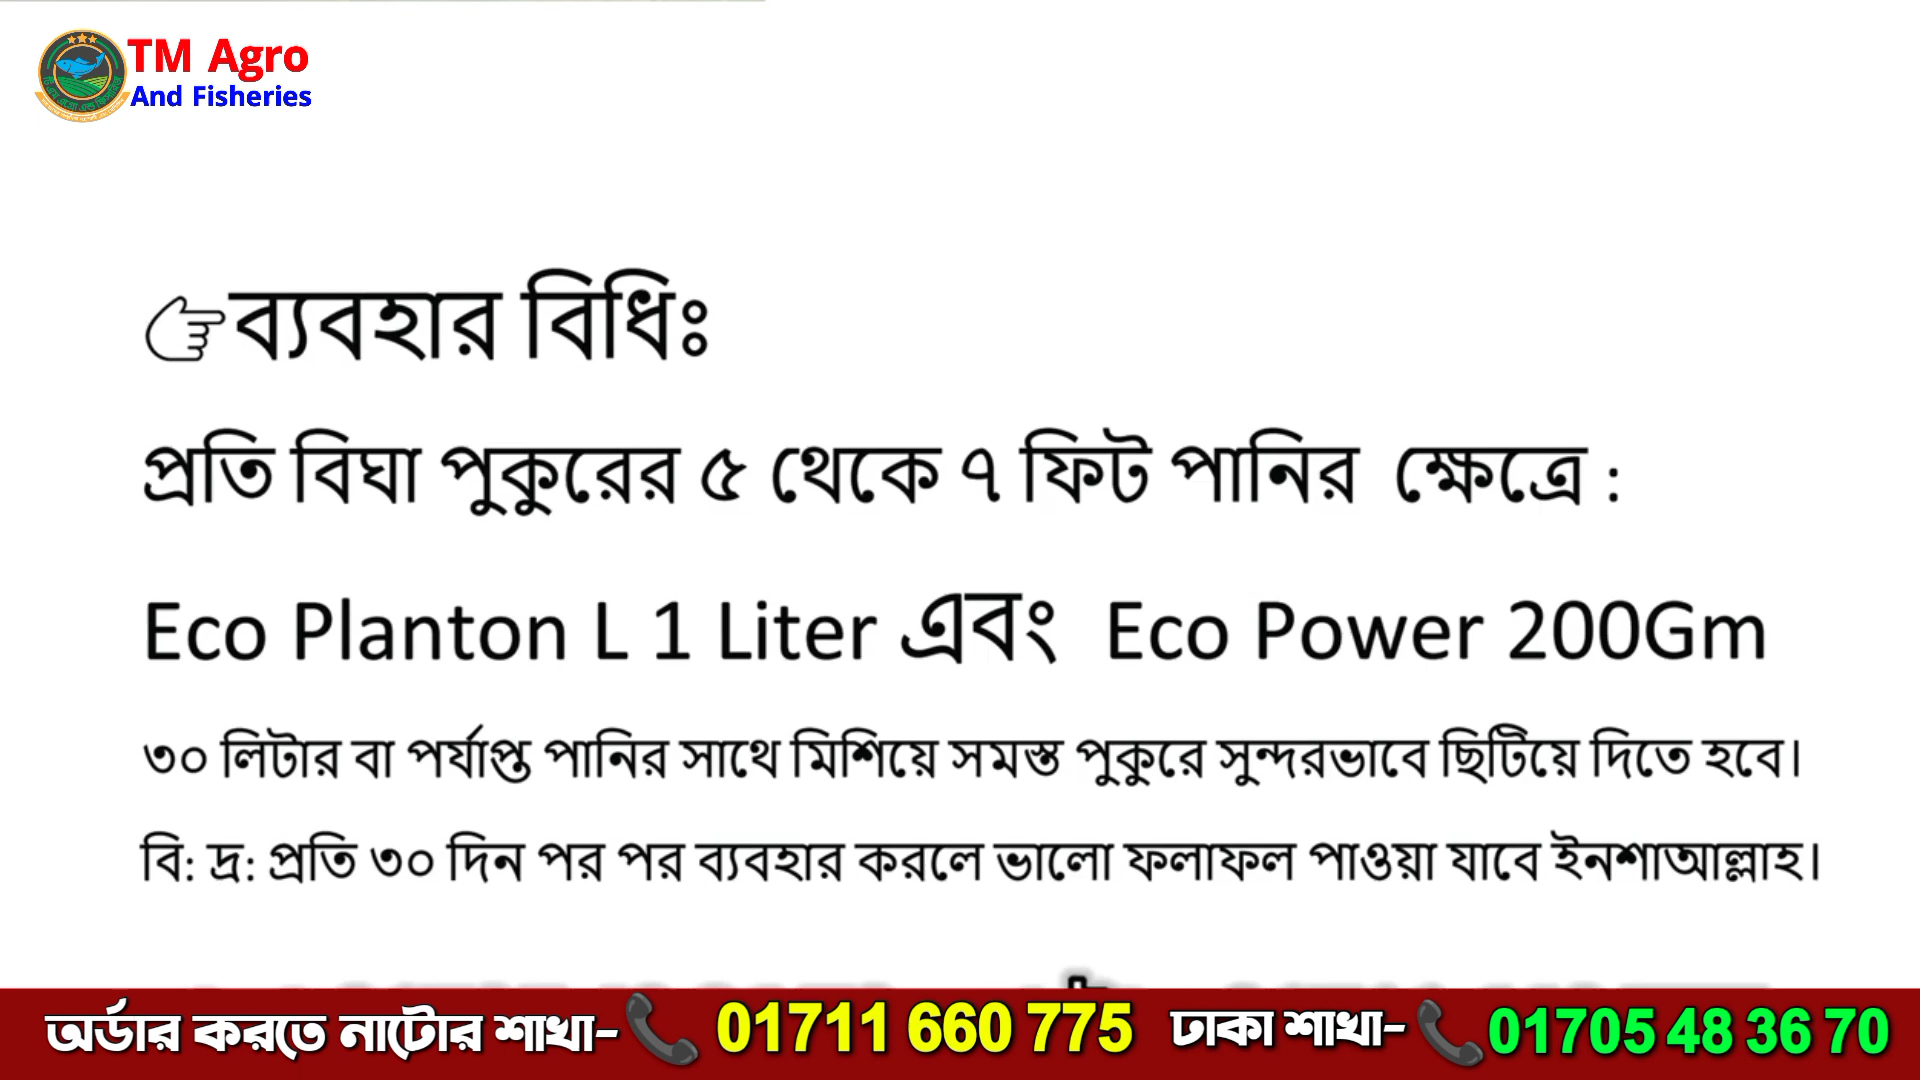 TM Agro
And Fisheries
👉ব্যবহার বিধিঃ
প্রতি বিঘা পুকুরের ৫ থেকে ৭ ফিট পানির ক্ষেত্রে :
Eco Planton L 1 Liter এবং Eco Power 200Gm
৩০ লিটার বা পর্যাপ্ত পানির সাথে মিশিয়ে সমস্ত পুকুরে সুন্দরভাবে ছিটিয়ে দিতে হবে।
বি: দ্র: প্রতি ৩০ দিন পর পর ব্যবহার করলে ভালো ফলাফল পাওয়া যাবে ইনশাআল্লাহ।
অর্ডার করতে নাটোর শাখা- 01711 660 775 ঢাকা শাখা- 01705 48 36 70